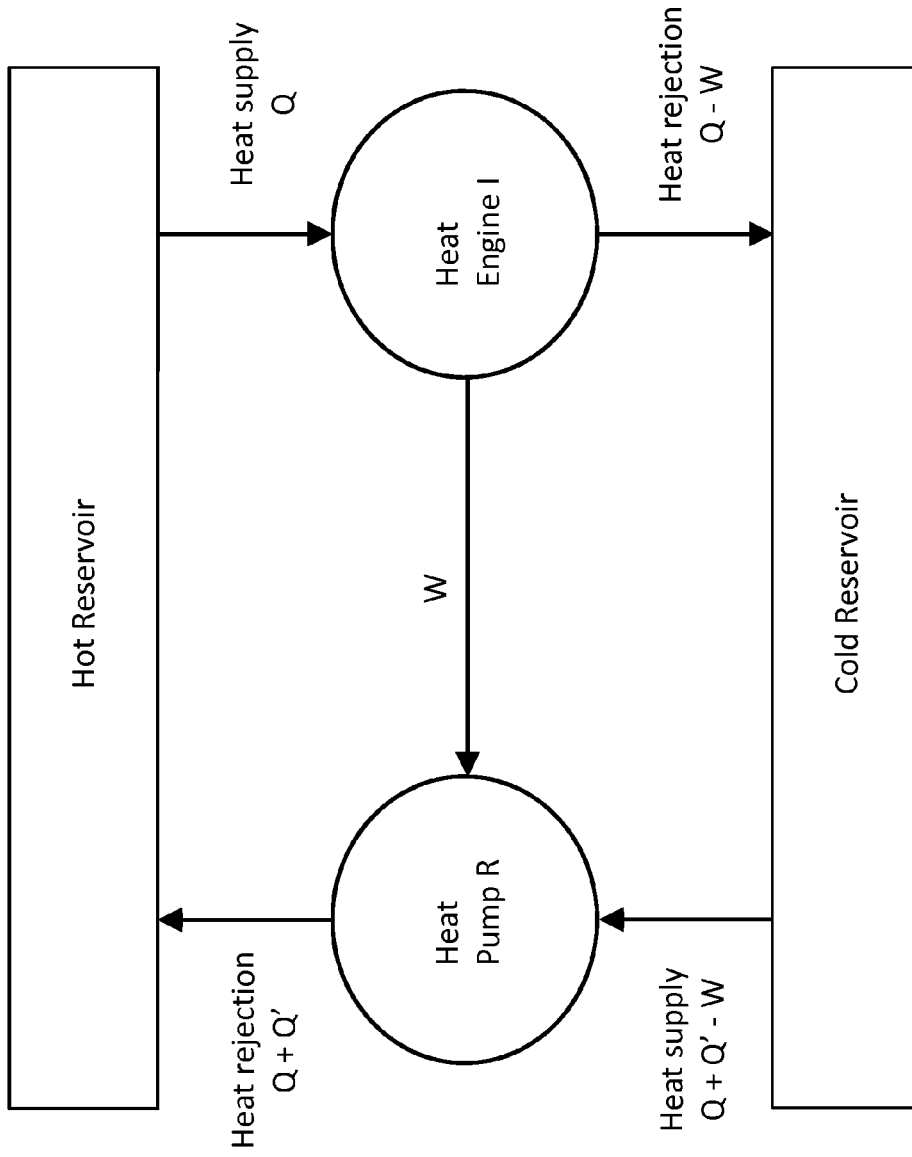 Hot Reservoir
Heat rejection
Q + Q’
Heat supply
Q
Heat
Pump R
W
Heat
Engine I
Heat supply
Q + Q’ - W
Heat rejection
Q - W
Cold Reservoir